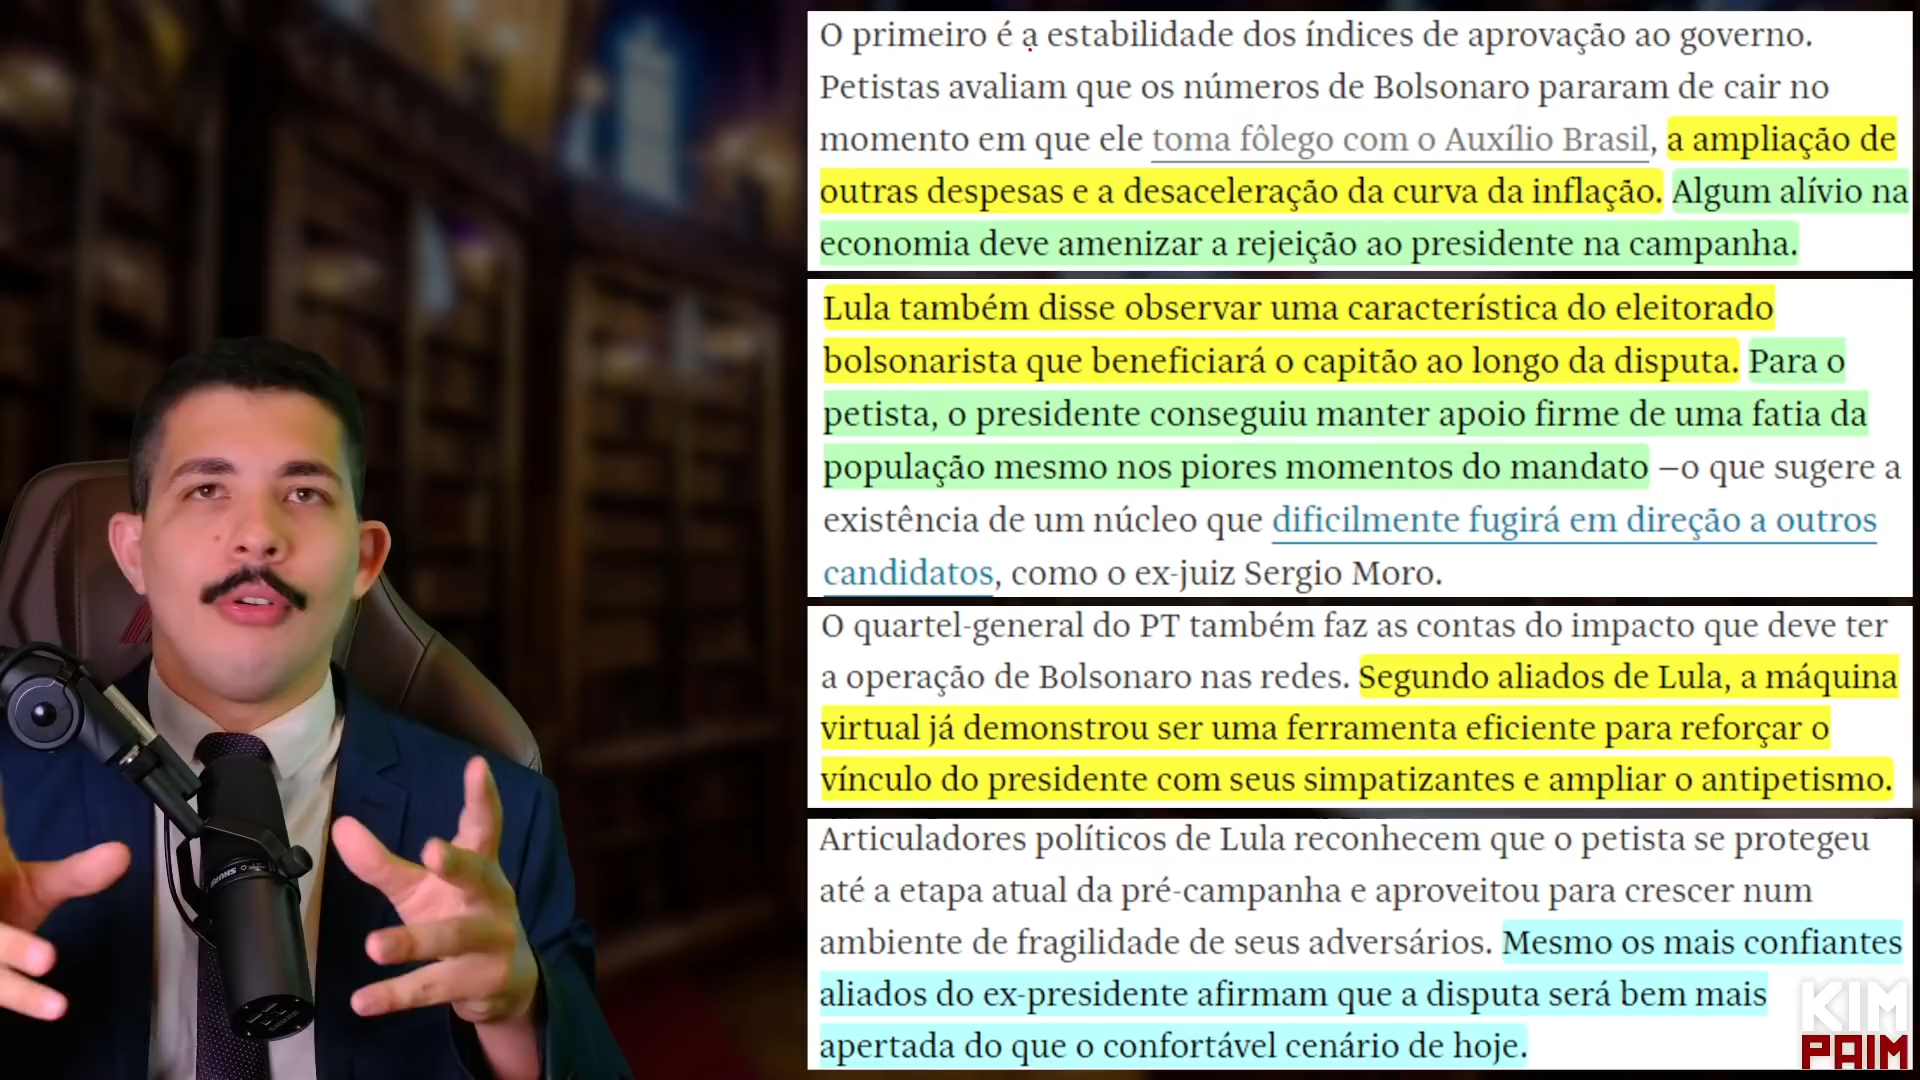 O primeiro é a estabilidade dos índices de aprovação ao governo.
Petistas avaliam que os números de Bolsonaro pararam de cair no
momento em que ele toma fôlego com o Auxílio Brasil, a ampliação de
outras despesas e a desaceleração da curva da inflação. Algum alívio na
economia deve amenizar a rejeição ao presidente na campanha.
Lula também disse observar uma característica do eleitorado
bolsonarista que beneficiará o capitão ao longo da disputa. Para o
petista, o presidente conseguiu manter apoio firme de uma fatia da
população mesmo nos piores momentos do mandato —o que sugere a
existência de um núcleo que dificilmente fugirá em direção a outros
candidatos, como o ex-juiz Sergio Moro.
O quartel-general do PT também faz as contas do impacto que deve ter
a operação de Bolsonaro nas redes. Segundo aliados de Lula, a máquina
virtual já demonstrou ser uma ferramenta eficiente para reforçar o
vínculo do presidente com seus simpatizantes e ampliar o antipetismo.
Articuladores políticos de Lula reconhecem que o petista se protegeu
até a etapa atual da pré-campanha e aproveitou para crescer num
ambiente de fragilidade de seus adversários. Mesmo os mais confiantes
aliados do ex-presidente afirmam que a disputa será bem mais
apertada do que o confortável cenário de hoje.
SHURE
KIM
PAIM